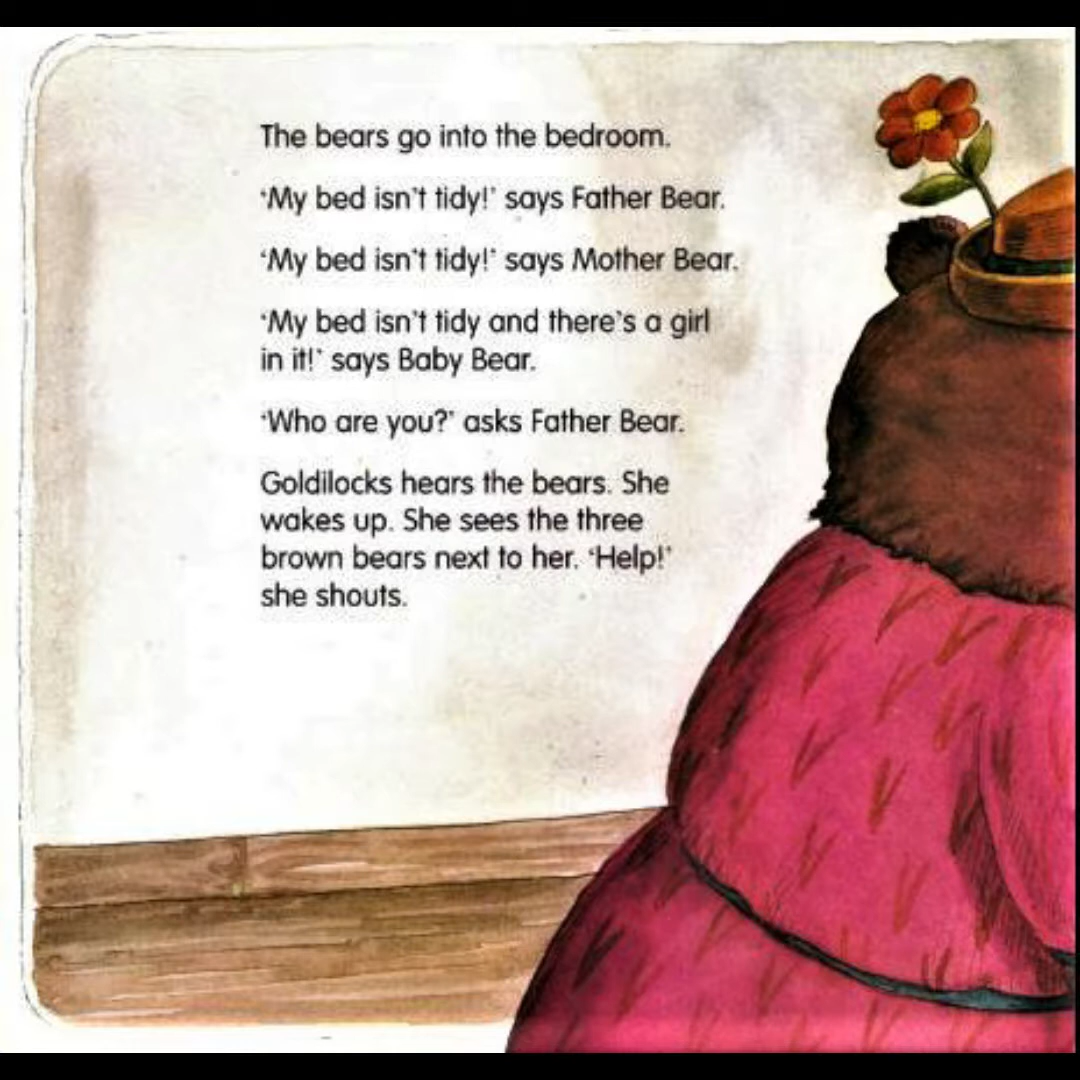 The bears go into the bedroom.
‘My bed isn't tidy!’ says Father Bear.
‘My bed isn't tidy!’ says Mother Bear.
‘My bed isn't tidy and there's a girl
in it!’ says Baby Bear.
‘Who are you?’ asks Father Bear.
Goldilocks hears the bears. She
wakes up. She sees the three
brown bears next to her. ‘Help!’
she shouts.